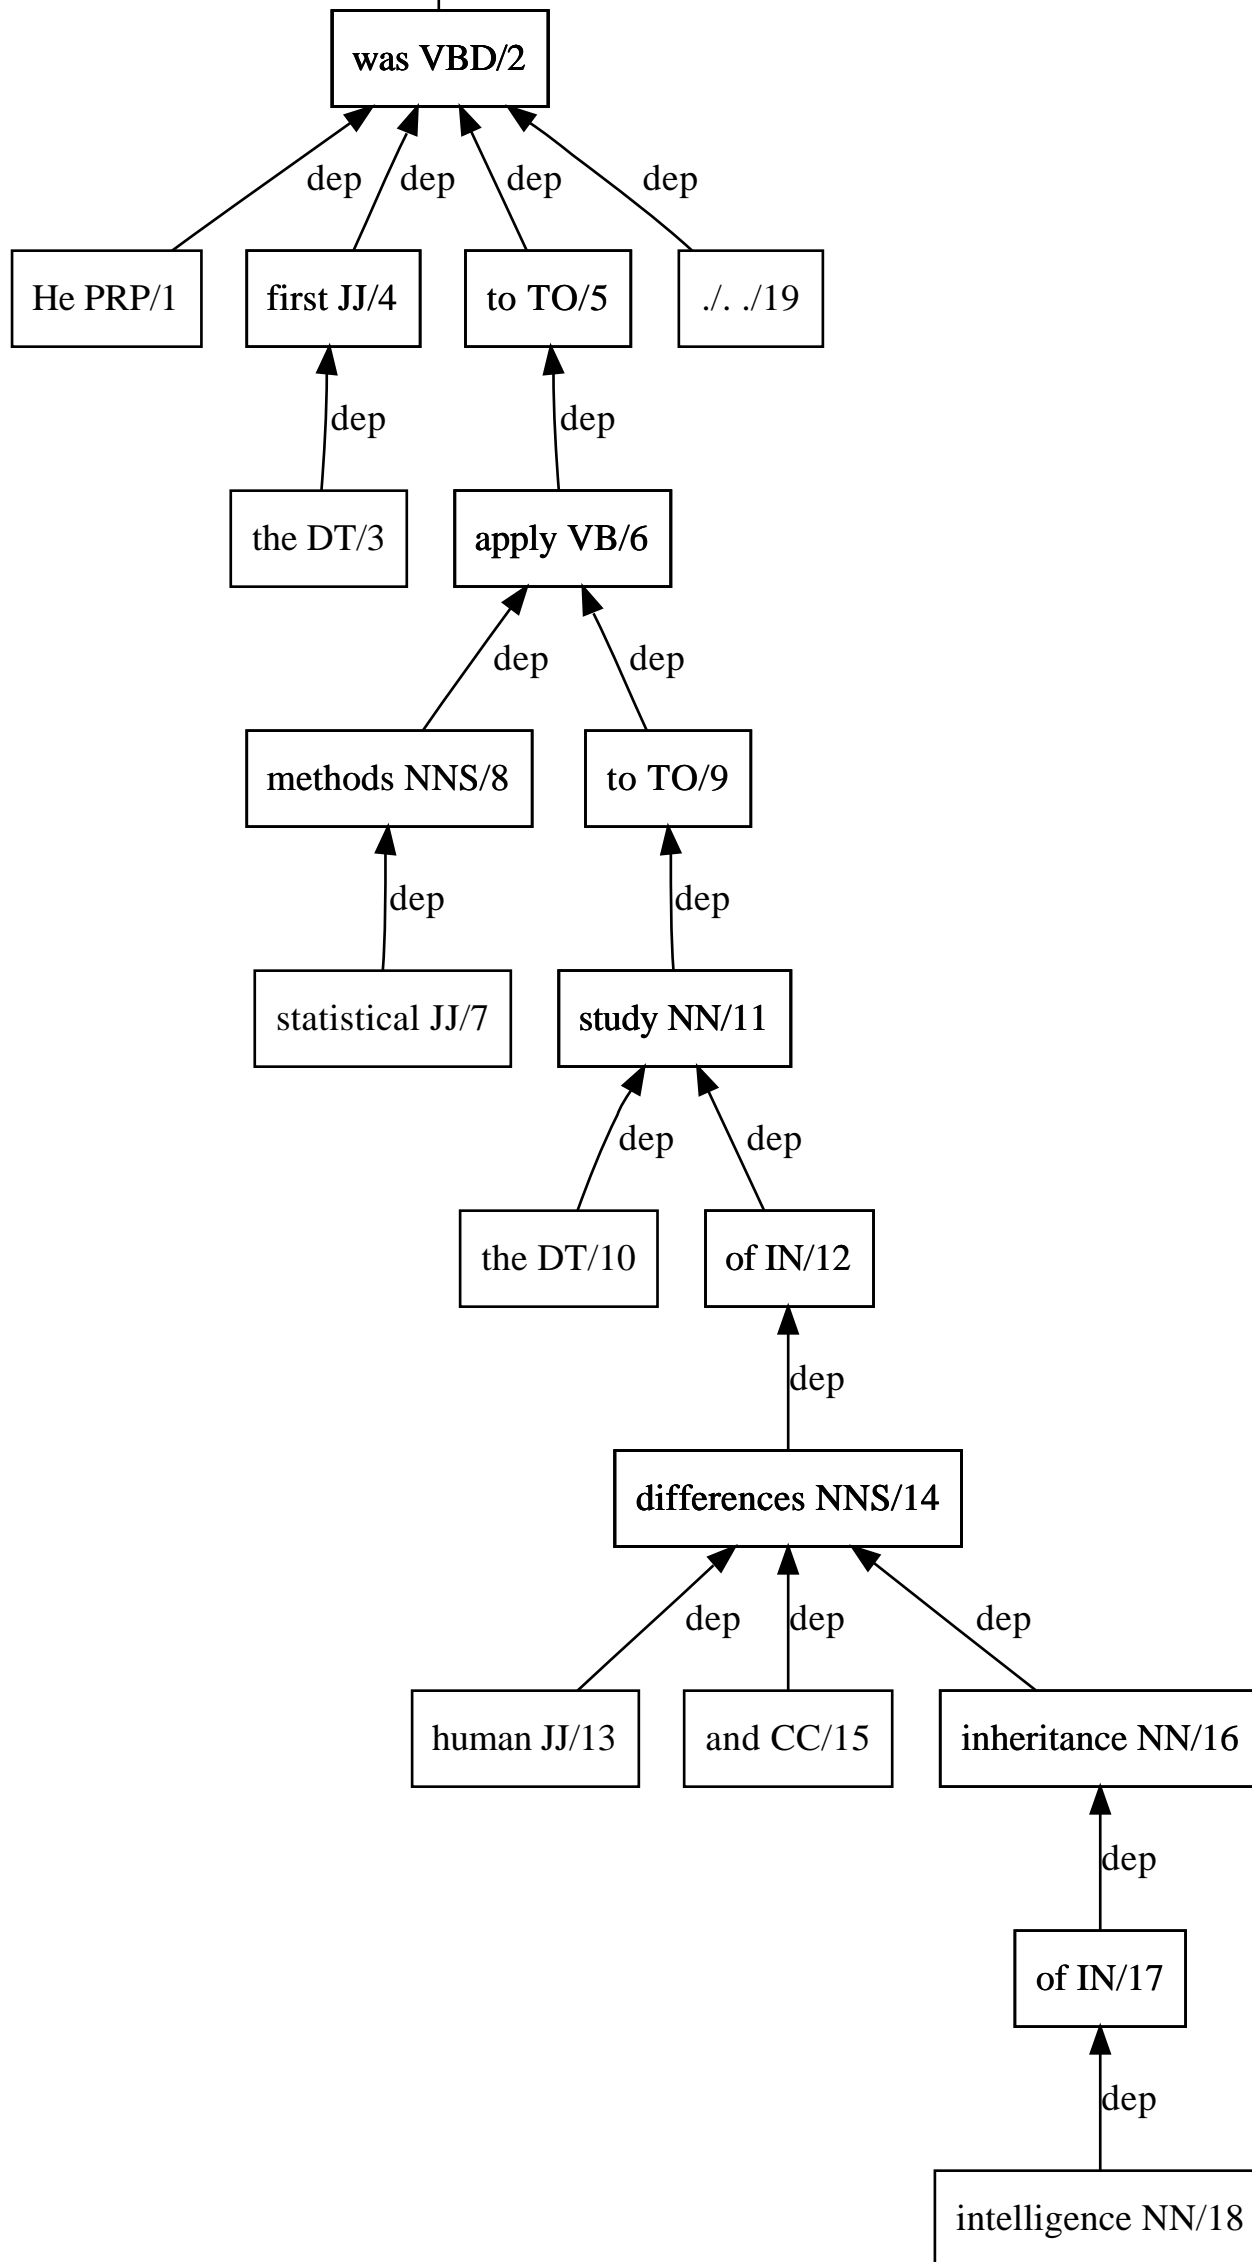 was VBD/2
dep dep dep dep
He PRP/1 first JJ/4 to TO/5 ./. ./19
dep dep
the DT/3 apply VB/6
dep dep
methods NNS/8 to TO/9
dep dep
statistical JJ/7 study NN/11
dep dep
the DT/10 of IN/12
dep
differences NNS/14
dep dep dep
human JJ/13 and CC/15 inheritance NN/16
dep
of IN/17
dep
intelligence NN/18